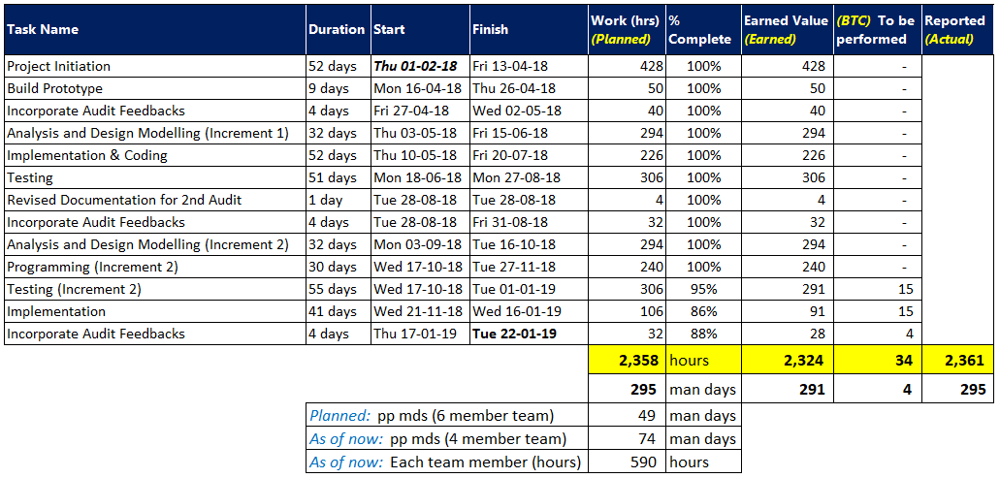 Task Name Duration Start Finish Work (hrs) (Planned) % Complete Earned Value (Earned) (BTC) To be performed Reported (Actual)
Project Initiation 52 days Thu 01-02-18 Fri 13-04-18 428 100% 428 -
Build Prototype 9 days Mon 16-04-18 Thu 26-04-18 50 100% 50 -
Incorporate Audit Feedbacks 4 days Fri 27-04-18 Wed 02-05-18 40 100% 40 -
Analysis and Design Modelling (Increment 1) 32 days Thu 03-05-18 Fri 15-06-18 294 100% 294 -
Implementation & Coding 52 days Thu 10-05-18 Fri 20-07-18 226 100% 226 -
Testing 51 days Mon 18-06-18 Mon 27-08-18 306 100% 306 -
Revised Documentation for 2nd Audit 1 day Tue 28-08-18 Tue 28-08-18 4 100% 4 -
Incorporate Audit Feedbacks 4 days Tue 28-08-18 Fri 31-08-18 32 100% 32 -
Analysis and Design Modelling (Increment 2) 32 days Mon 03-09-18 Tue 16-10-18 294 100% 294 -
Programming (Increment 2) 30 days Wed 17-10-18 Tue 27-11-18 240 100% 240 -
Testing (Increment 2) 55 days Wed 17-10-18 Tue 01-01-19 306 95% 291 15
Implementation 41 days Wed 21-11-18 Wed 16-01-19 106 86% 91 15
Incorporate Audit Feedbacks 4 days Thu 17-01-19 Tue 22-01-19 32 88% 28 4
2,358 hours 2,324 34 2,361
295 man days 291 4 295
Planned: pp mds (6 member team) 49 man days
As of now: pp mds (4 member team) 74 man days
As of now: Each team member (hours) 590 hours